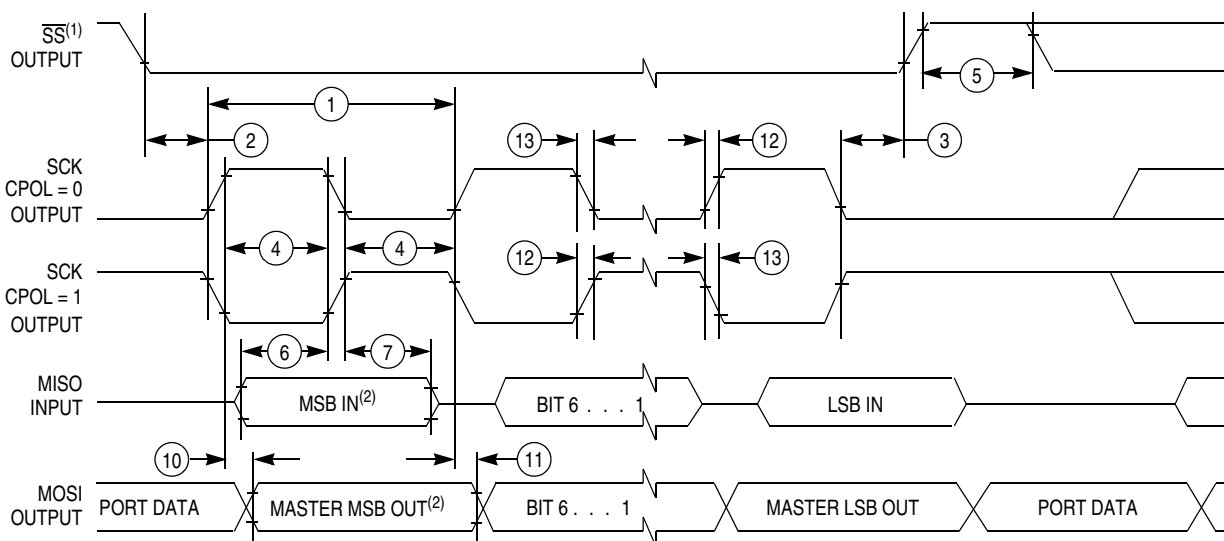 SS(1)
OUTPUT
5
1
2
13
12
3
SCK
CPOL = 0
OUTPUT
4
4
12
13
SCK
CPOL = 1
OUTPUT
6
7
MISO
INPUT
MSB IN(2)
BIT 6 . . . 1
LSB IN
10
11
MOSI
OUTPUT
PORT DATA
MASTER MSB OUT(2)
BIT 6 . . . 1
MASTER LSB OUT
PORT DATA